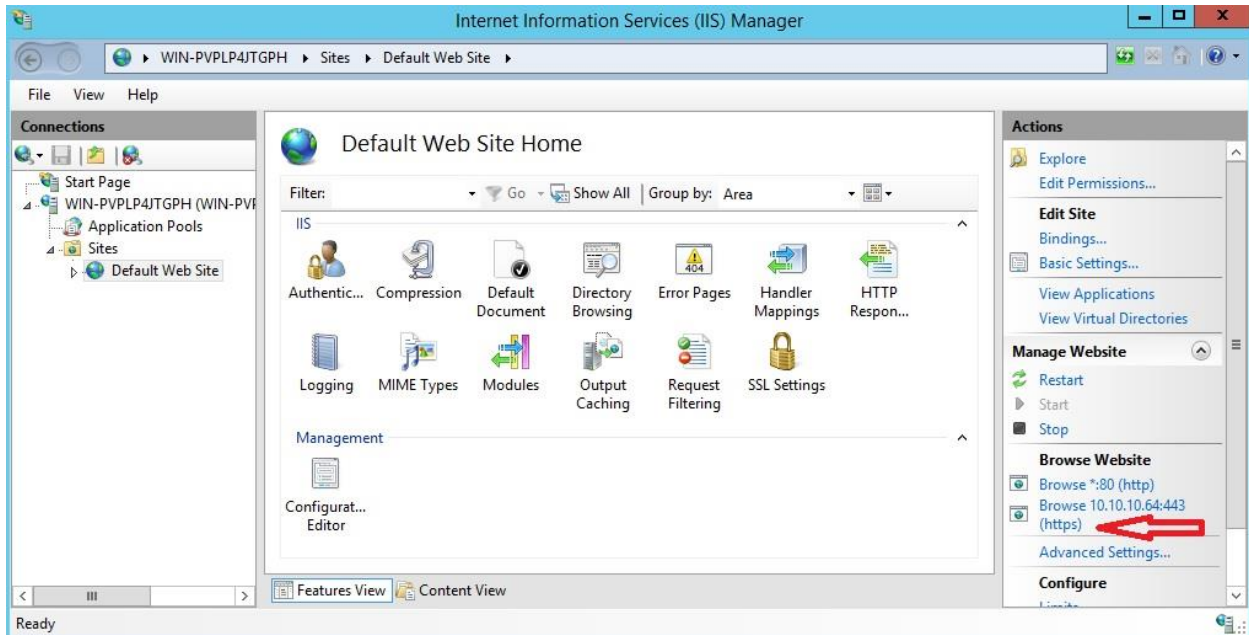 Internet Information Services (IIS) Manager
WIN-PVPLP4JTGPH ▸ Sites ▸ Default Web Site ▸
File View Help
Connections
Start Page
WIN-PVPLP4JTGPH (WIN-PVP
Application Pools
Sites
Default Web Site
Default Web Site Home
Filter: Go Show All Group by: Area
IIS
Authentic... Compression Default Document Directory Browsing Error Pages Handler Mappings HTTP Respon...
404
Logging MIME Types Modules Output Caching Request Filtering SSL Settings
Management
Configurat...
Editor
Features View Content View
Actions
Explore
Edit Permissions...
Edit Site
Bindings...
Basic Settings...
View Applications
View Virtual Directories
Manage Website
Restart
Start
Stop
Browse Website
Browse *:80 (http)
Browse 10.10.10.64:443
(https)
Advanced Settings...
Configure
Limits...
Ready